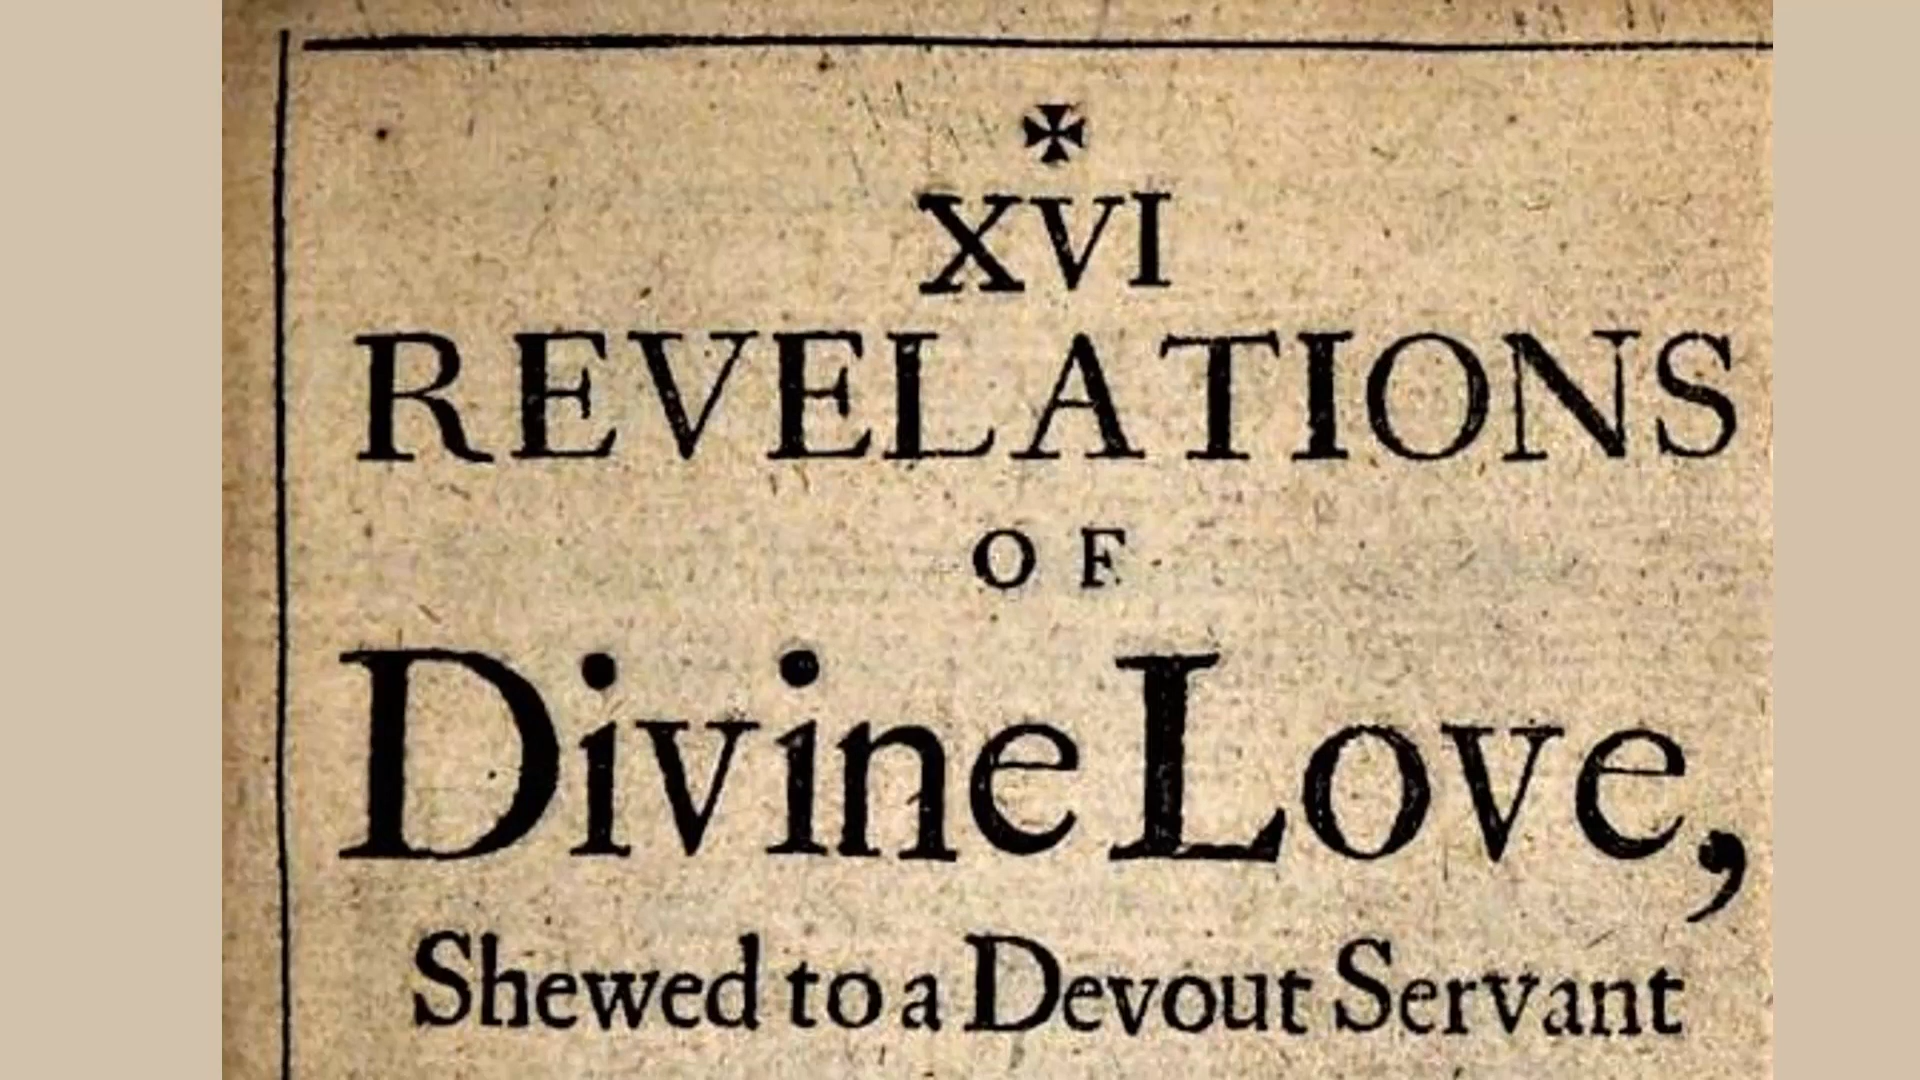 XVI
REVELATIONS
OF
Divine Love,
Shewed to a Devout Servant